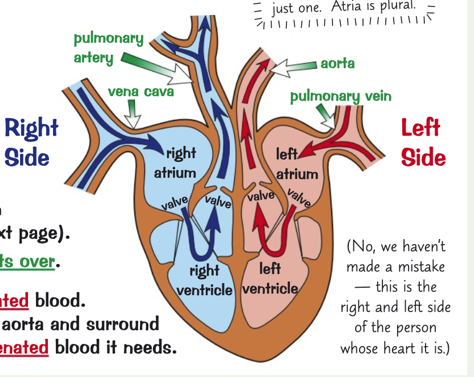 just one.  Atria is plural.
pulmonary
artery
aorta
vena cava
pulmonary vein
Right
Side
Left
Side
right
atrium
left
atrium
valve
valve
valve
valve
xt page).
ts over.
right
ventricle
left
ventricle
(No, we haven't
made a mistake
— this is the
right and left side
of the person
whose heart it is.)
ated blood.
aorta and surround
enated blood it needs.